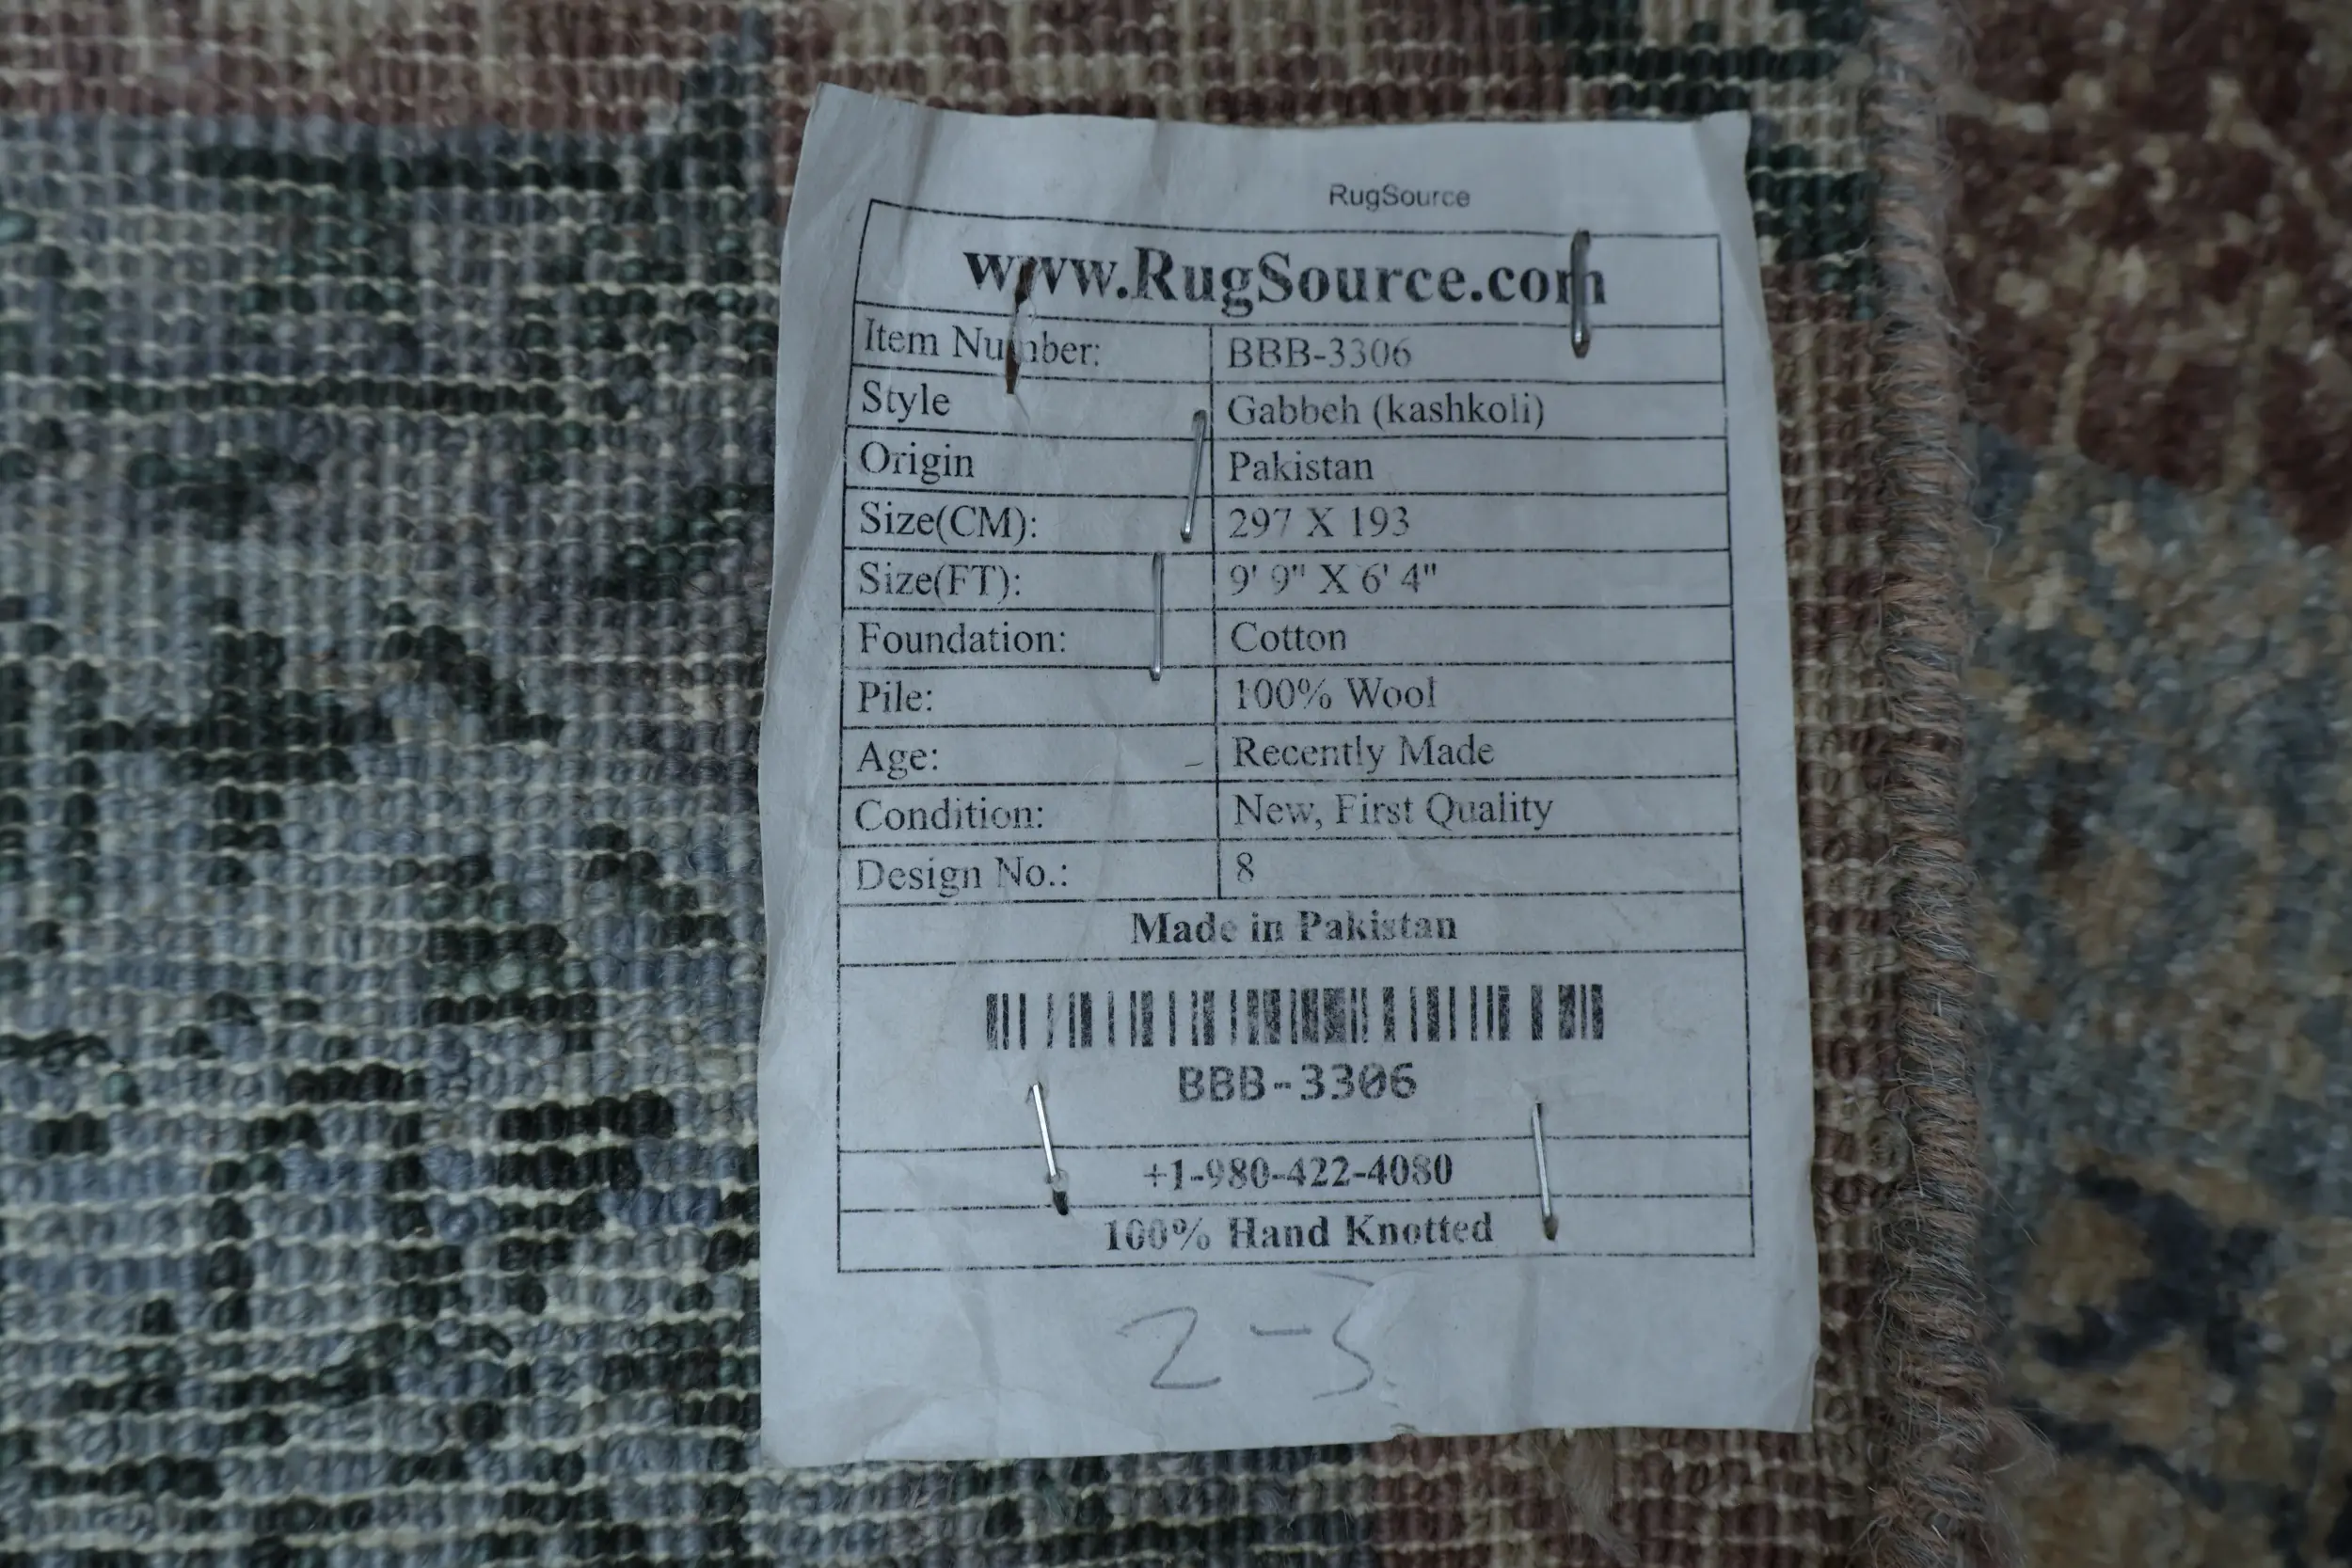 RugSource
www.RugSource.com
Item Number: BBB-3306
Style Gabbeh (kashkoli)
Origin Pakistan
Size(CM): 297 X 193
Size(FT): 9' 9" X 6' 4"
Foundation: Cotton
Pile: 100% Wool
Age: Recently Made
Condition: New, First Quality
Design No.: 8
Made in Pakistan
BBB-3306
+1-980-422-4080
100% Hand Knotted
2-5